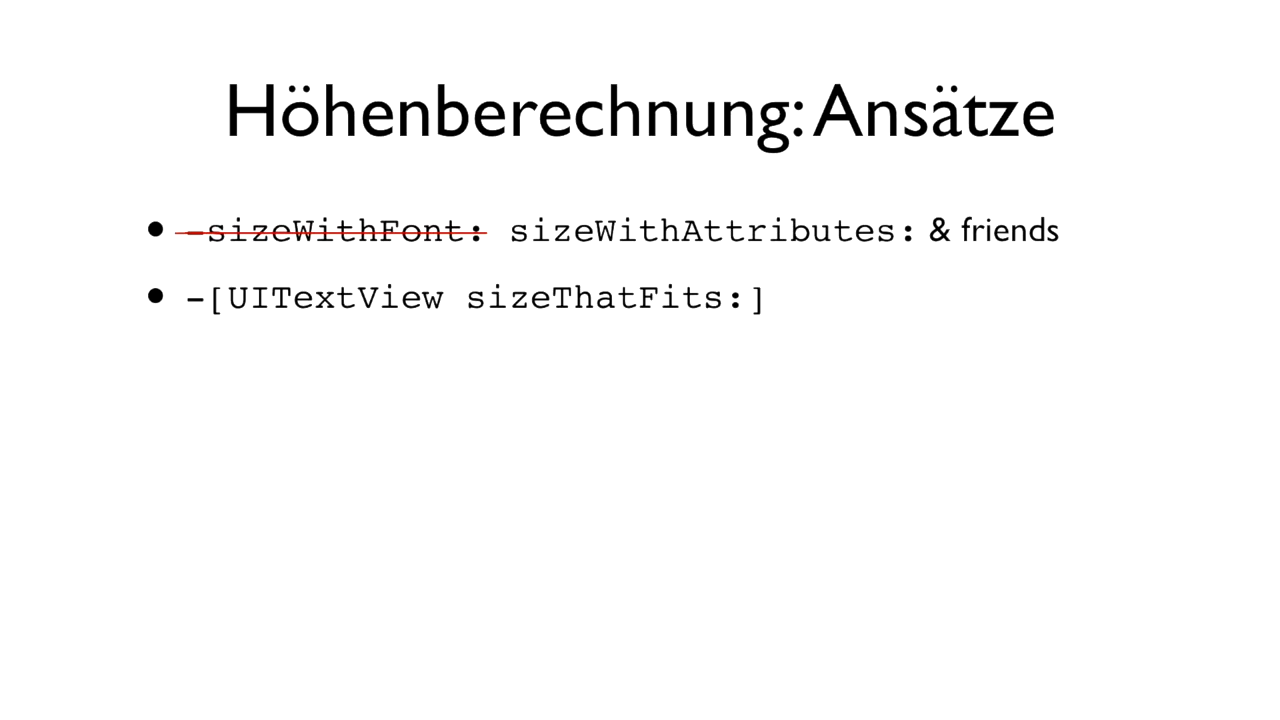 Höhenberechnung: Ansätze
• -sizeWithFont: sizeWithAttributes: & friends
• -[UITextView sizeThatFits:]